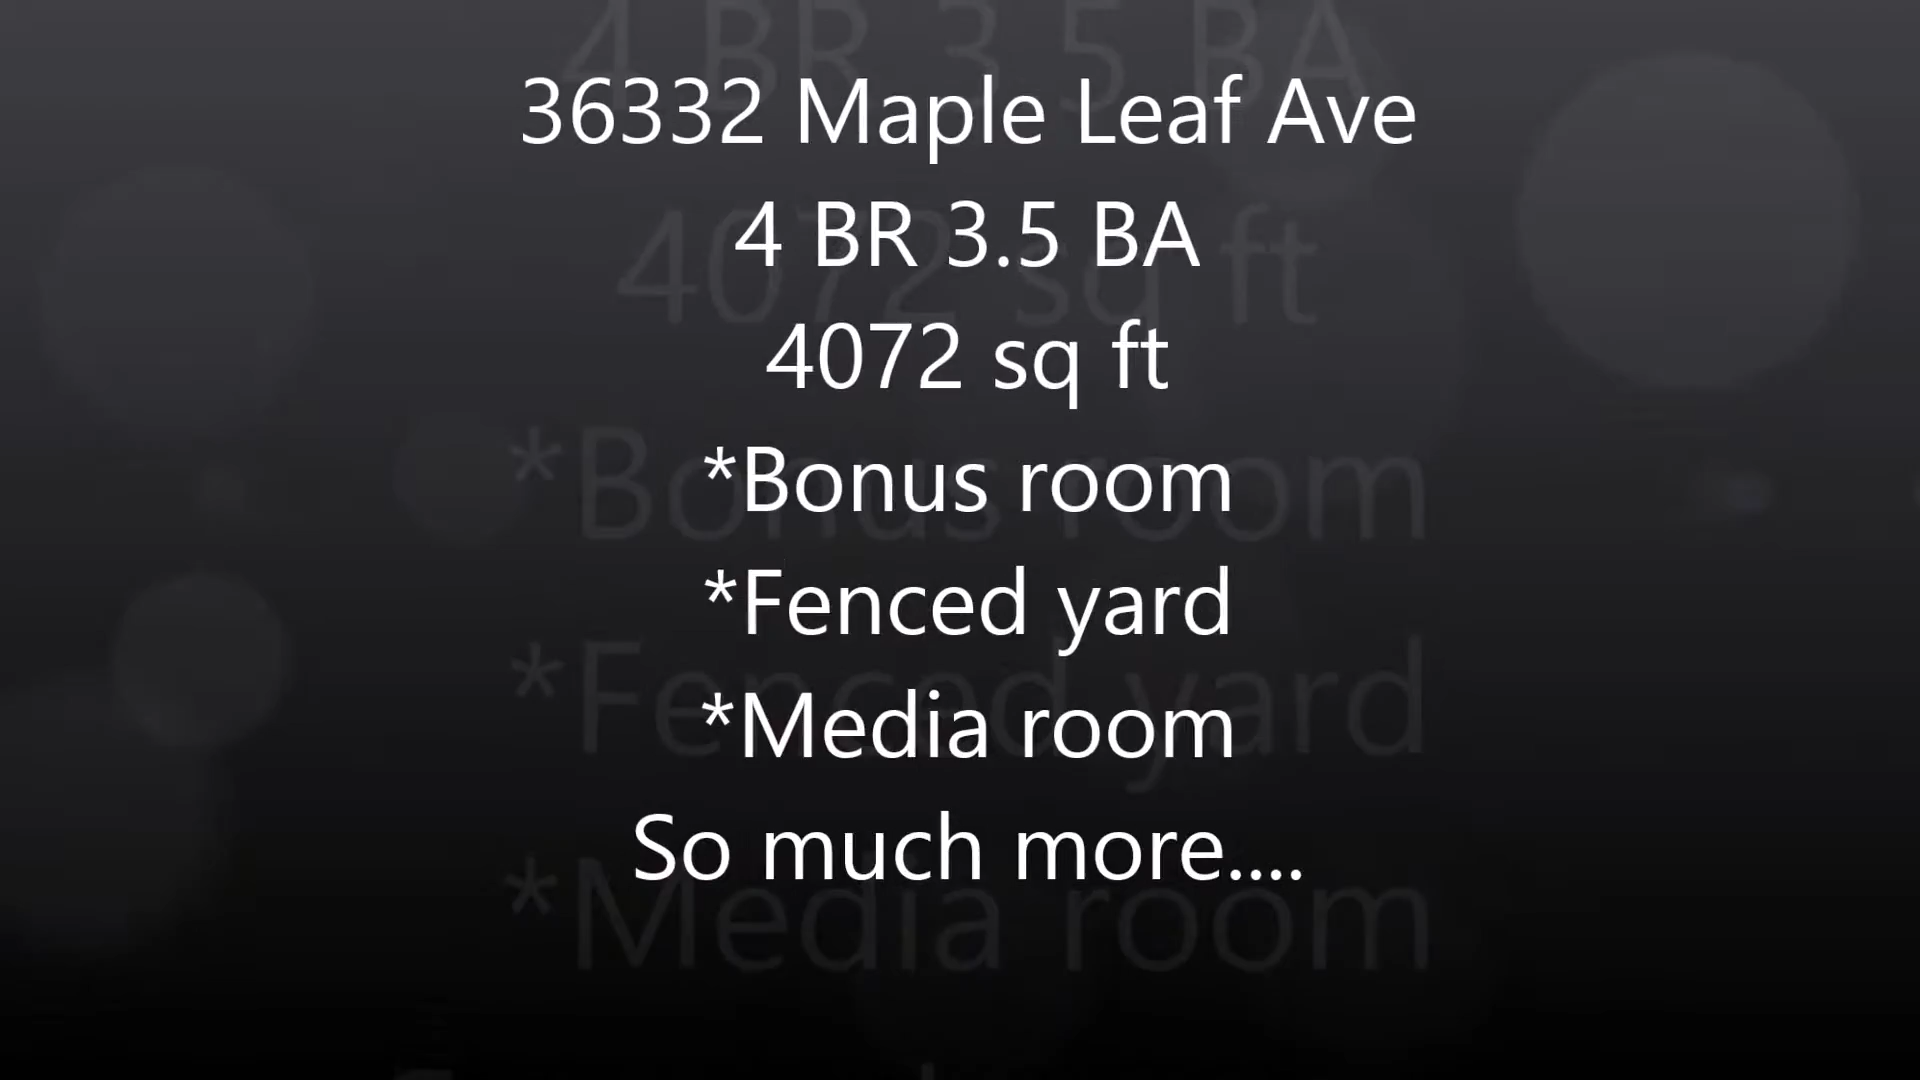 36332 Maple Leaf Ave
4 BR 3.5 BA
4072 sq ft
*Bonus room
*Fenced yard
*Media room
So much more....